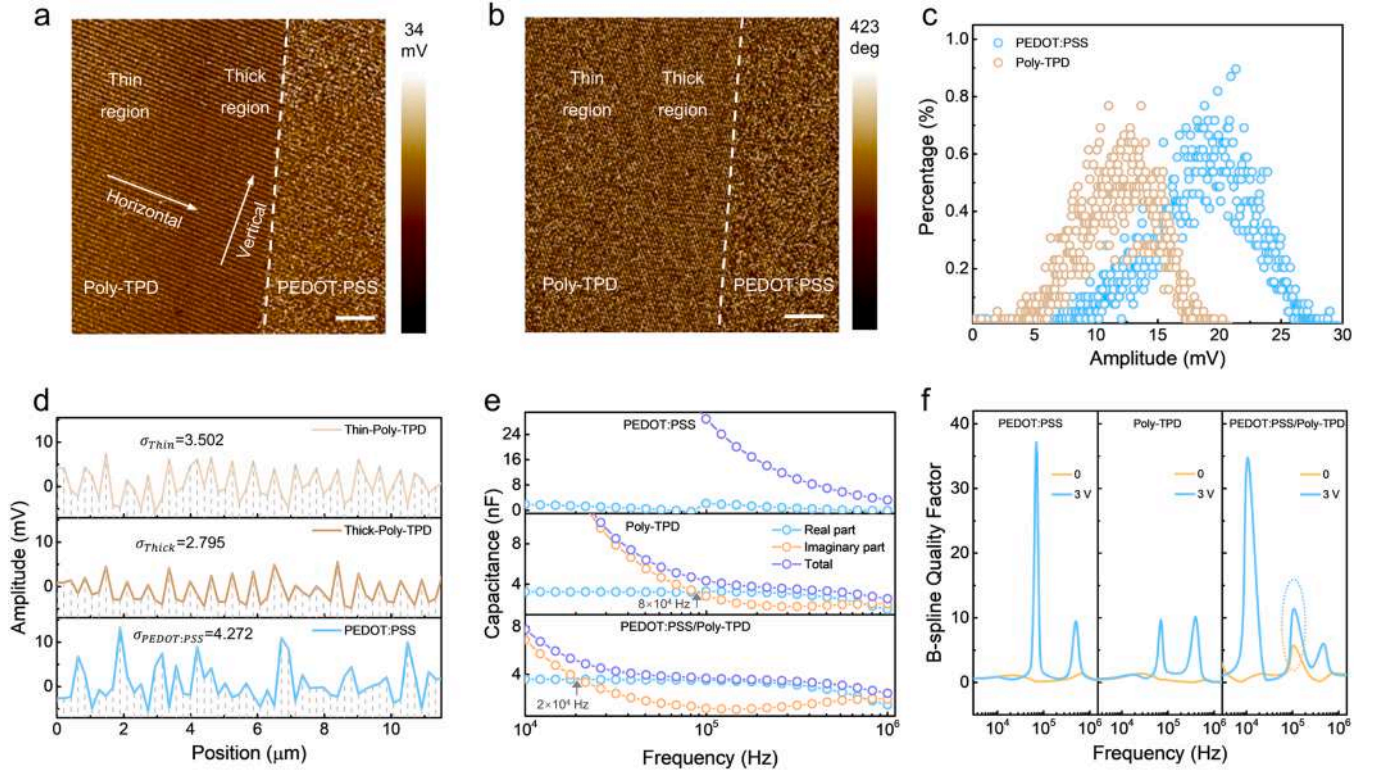 a
34
mV
Thin
region
Thick
region
Horizontal
Vertical
Poly-TPD
PEDOT:PSS
b
423
deg
Thin
region
Thick
region
Poly-TPD
PEDOT:PSS
c
PEDOT:PSS
Poly-TPD
Percentage (%)
1.0
0.8
0.6
0.4
0.2
0 5 10 15 20 25 30
Amplitude (mV)
d
Amplitude (mV)
σThin=3.502
Thin-Poly-TPD
10
0
σThick=2.795
Thick-Poly-TPD
10
0
σPEDOT:PSS=4.272
PEDOT:PSS
10
0
0 2 4 6 8 10
Position (μm)
e
Capacitance (nF)
PEDOT:PSS
24
16
8
0
Poly-TPD
Real part
Imaginary part
Total
8
4
8×10⁴ Hz
PEDOT:PSS/Poly-TPD
8
4
2×10⁴ Hz
10⁴ 10⁵ 10⁶
Frequency (Hz)
f
B-spline Quality Factor
40
30
20
10
0
PEDOT:PSS
0
3 V
Poly-TPD
0
3 V
PEDOT:PSS/Poly-TPD
0
3 V
10⁴ 10⁵ 10⁶ 10⁴ 10⁵ 10⁶ 10⁴ 10⁵ 10⁶
Frequency (Hz)